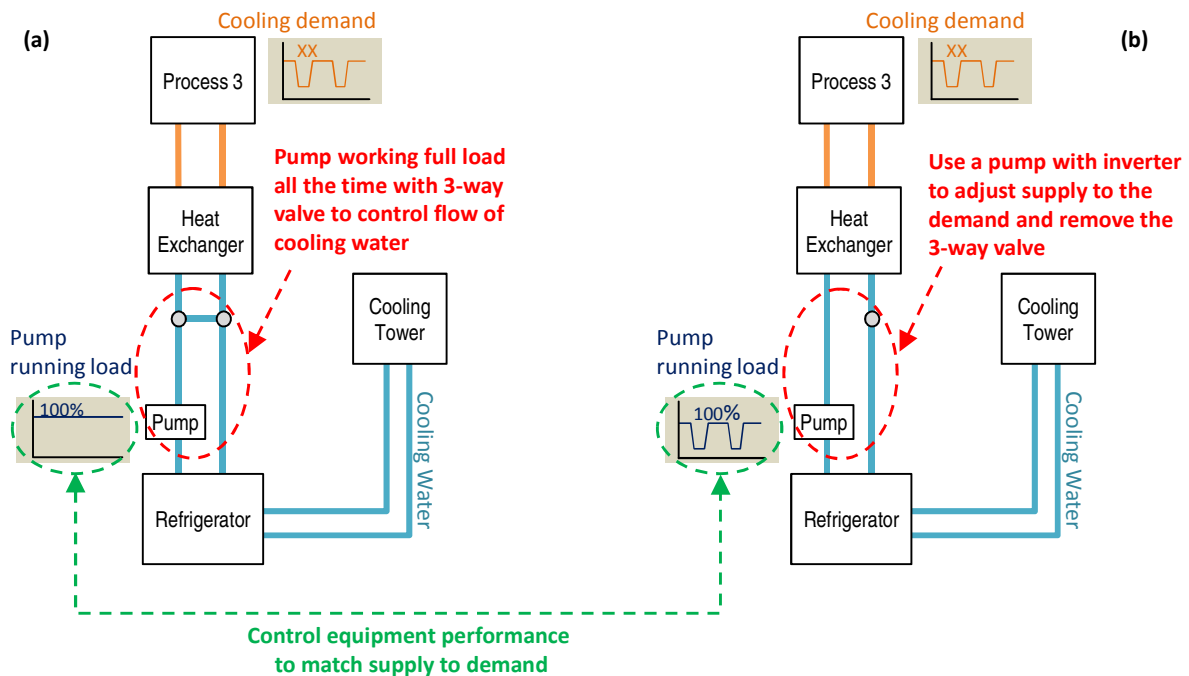 (a)
Cooling demand
XX
Process 3
Pump working full load
all the time with 3-way
valve to control flow of
cooling water
Heat
Exchanger
Cooling
Tower
Pump
running load
100%
Pump
Cooling Water
Refrigerator
(b)
Cooling demand
XX
Process 3
Use a pump with inverter
to adjust supply to the
demand and remove the
3-way valve
Heat
Exchanger
Cooling
Tower
Pump
running load
100%
Pump
Cooling Water
Refrigerator
Control equipment performance
to match supply to demand